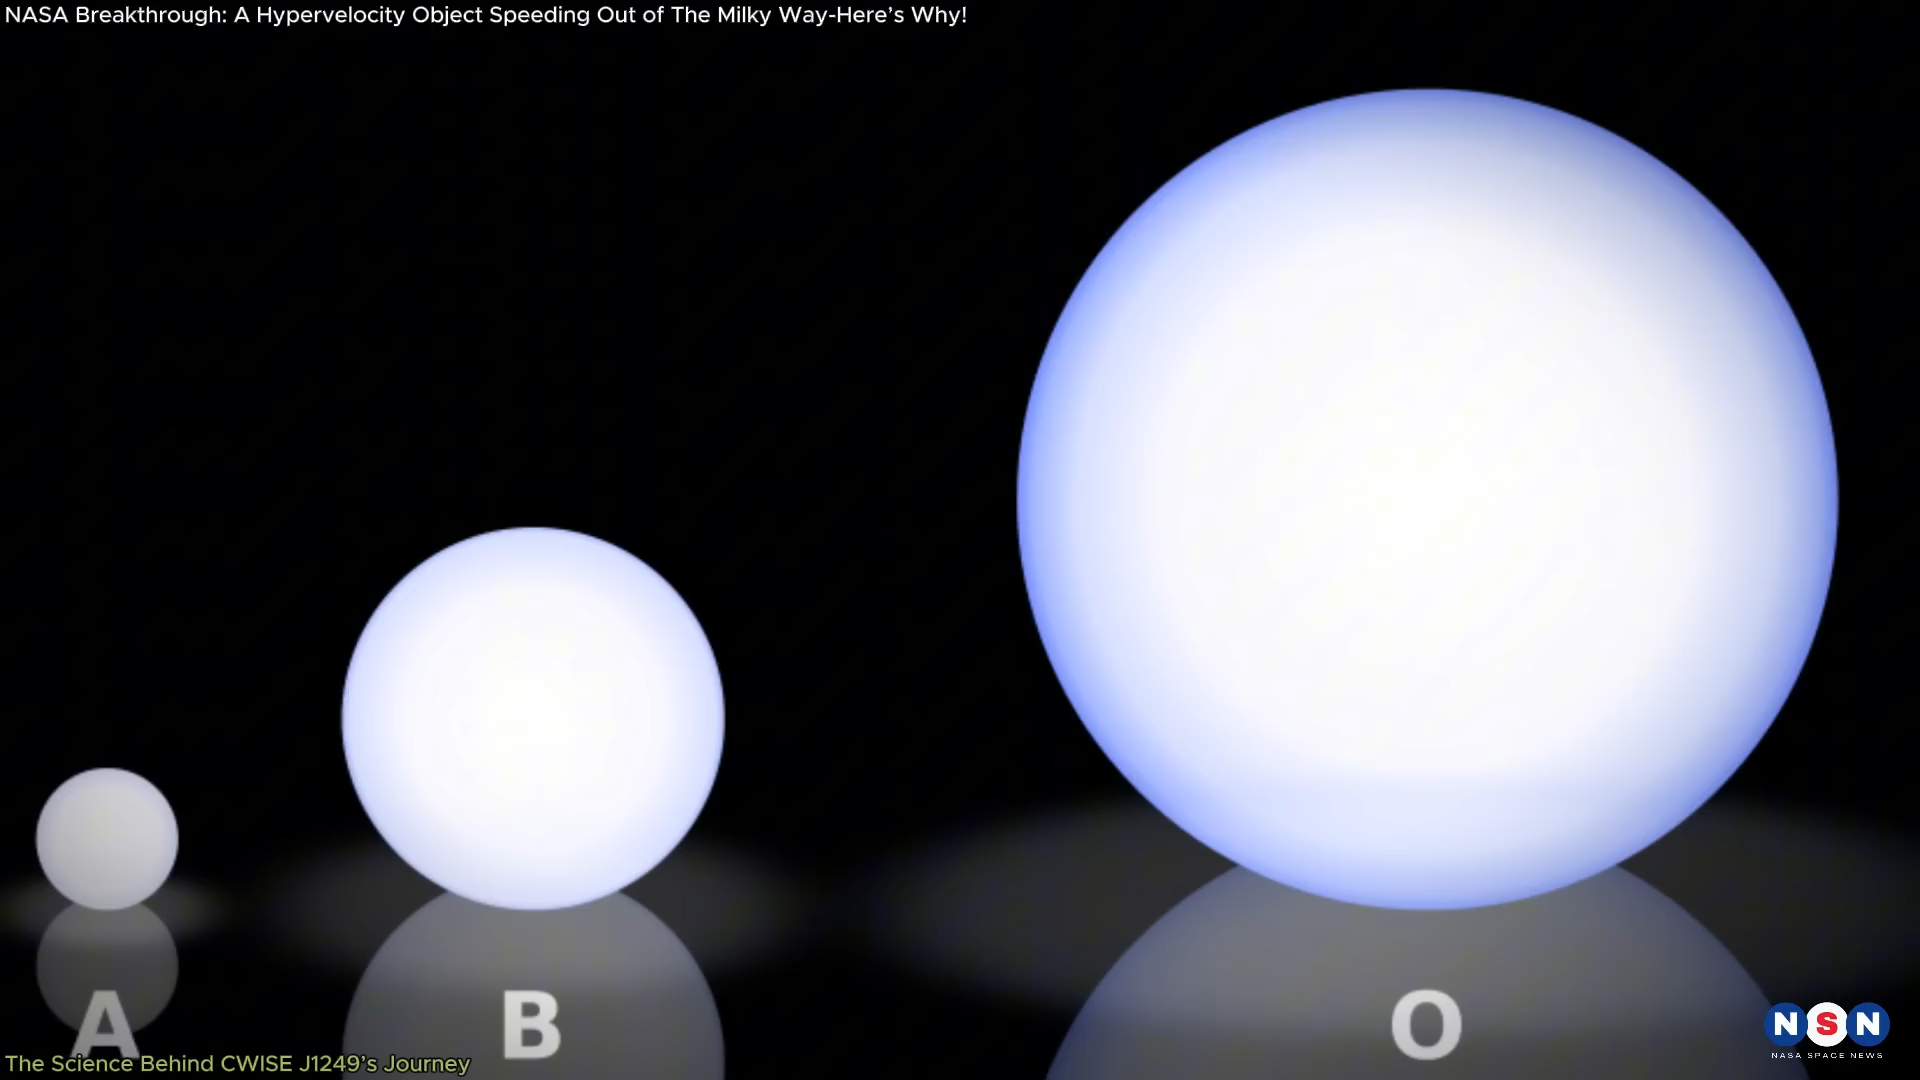 NASA Breakthrough: A Hypervelocity Object Speeding Out of The Milky Way-Here’s Why!
A B O
The Science Behind CWISE J1249’s Journey
NSN
NASA SPACE NEWS